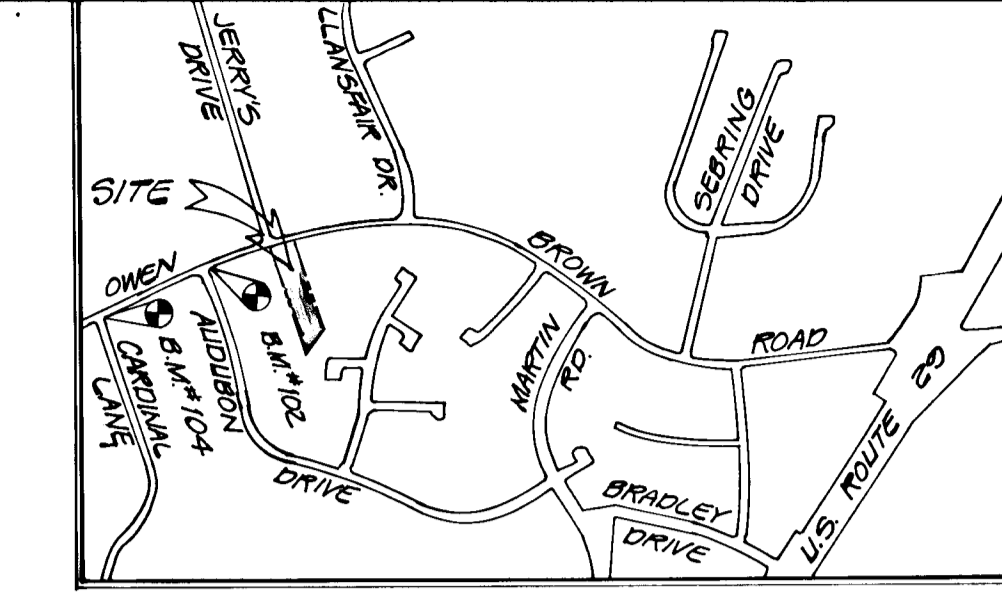 JERRY'S
DRIVE
LLANSFAIR DR.
SEBRING
DRIVE
SITE
OWEN
BROWN
ROAD
B.M.#102
B.M.#104
AUDUBON
DRIVE
CARDINAL
LANE
MARTIN
RD.
BRADLEY
DRIVE
U.S. ROUTE 29